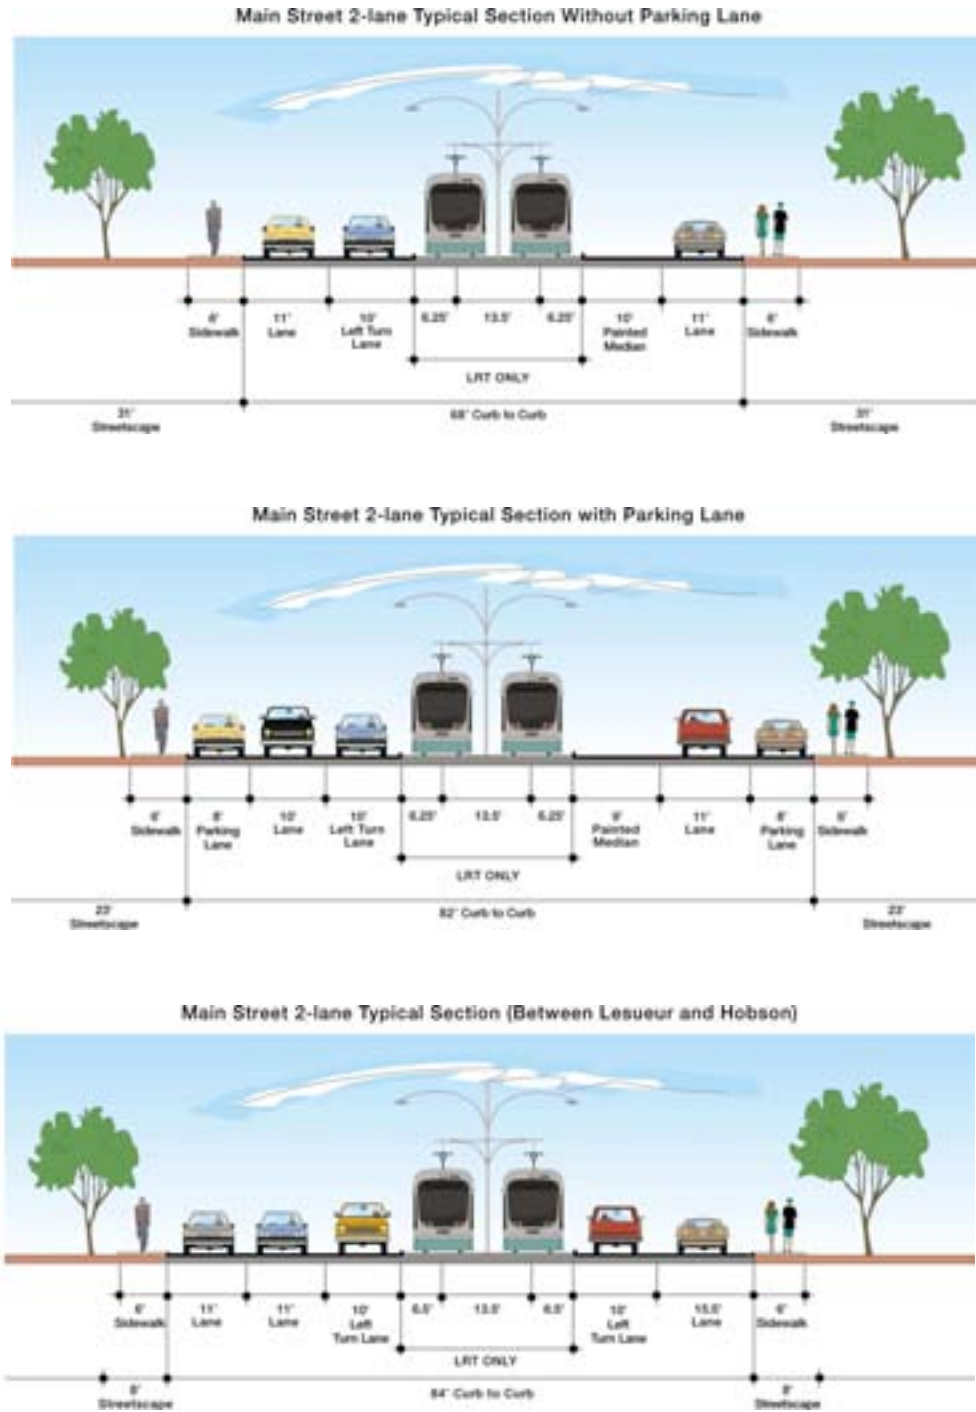 Main Street 2-lane Typical Section Without Parking Lane
6' Sidewalk
11' Lane
10' Left Turn Lane
6.25'
13.5'
6.25'
10' Painted Median
11' Lane
6' Sidewalk
LRT ONLY
31' Streetscape
68' Curb to Curb
31' Streetscape
Main Street 2-lane Typical Section with Parking Lane
6' Sidewalk
8' Parking Lane
10' Lane
10' Left Turn Lane
6.25'
13.5'
6.25'
9' Painted Median
11' Lane
8' Parking Lane
Sidewalk
LRT ONLY
23' Streetscape
82' Curb to Curb
23' Streetscape
Main Street 2-lane Typical Section (Between Lesueur and Hobson)
6' Sidewalk
11' Lane
11' Lane
10' Left Turn Lane
6.5'
13.5'
6.5'
10' Left Turn Lane
15.5' Lane
6' Sidewalk
LRT ONLY
8' Streetscape
84' Curb to Curb
8' Streetscape